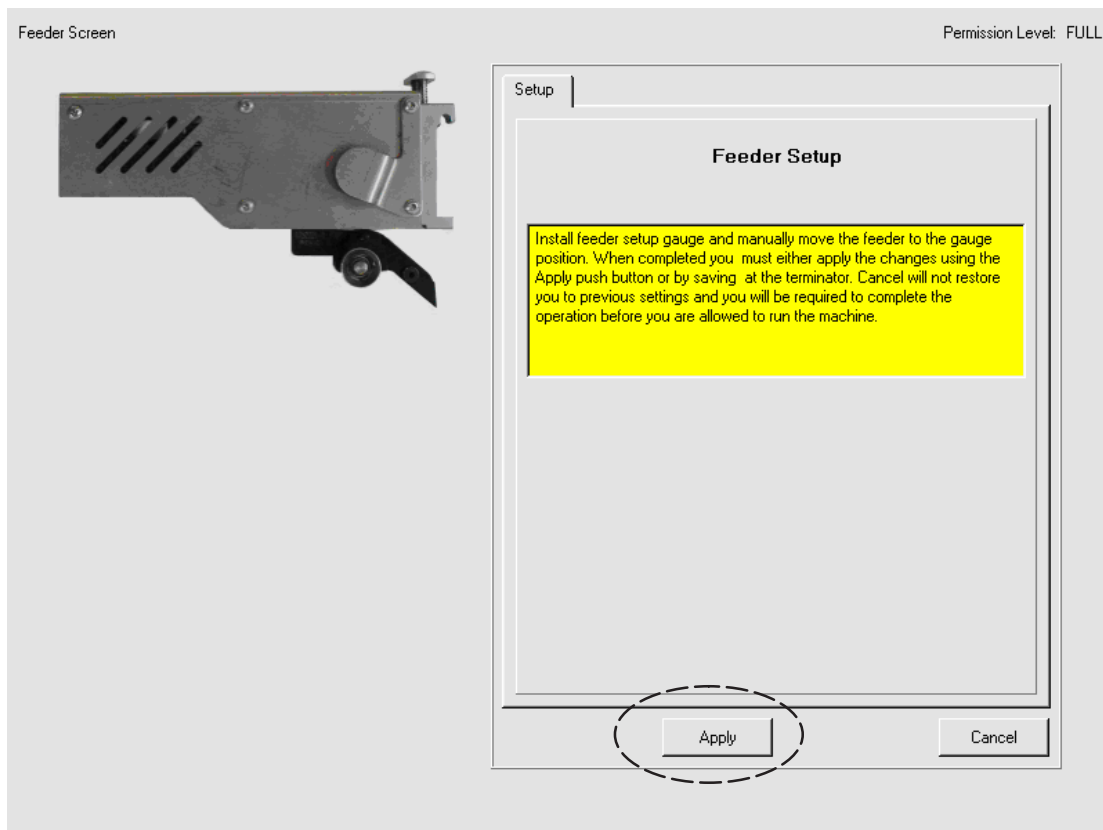 Feeder Screen
Permission Level: FULL
Setup
Feeder Setup
Install feeder setup gauge and manually move the feeder to the gauge
position. When completed you must either apply the changes using the
Apply push button or by saving at the terminator. Cancel will not restore
you to previous settings and you will be required to complete the
operation before you are allowed to run the machine.
Apply
Cancel